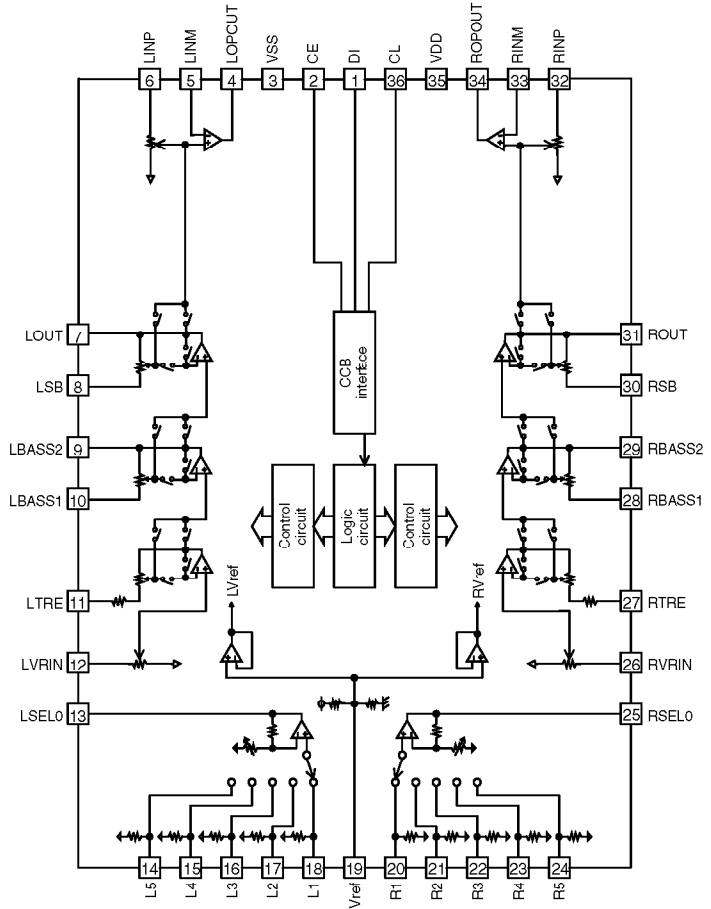 LINP LINM LOPCUT VSS CE DI CL VDD ROPOUT RINM RINP
6 5 4 3 2 1 36 35 34 33 32
LOUT 7
31 ROUT
LSB 8
30 RSB
CCB interface
LBASS2 9
29 RBASS2
LBASS1 10
28 RBASS1
Control circuit
Logic circuit
Control circuit
LVref
RVref
LTRE 11
27 RTRE
LVRIN 12
26 RVRIN
LSEL0 13
25 RSEL0
14 15 16 17 18 19 20 21 22 23 24
L5 L4 L3 L2 L1 Vref R1 R2 R3 R4 R5